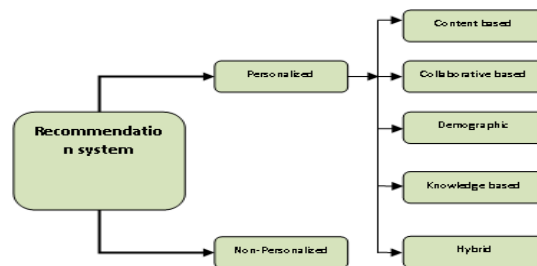 Content based
Personalized
Collaborative based
Recommendatio
n system
Demographic
Knowledge based
Non-Personalized
Hybrid